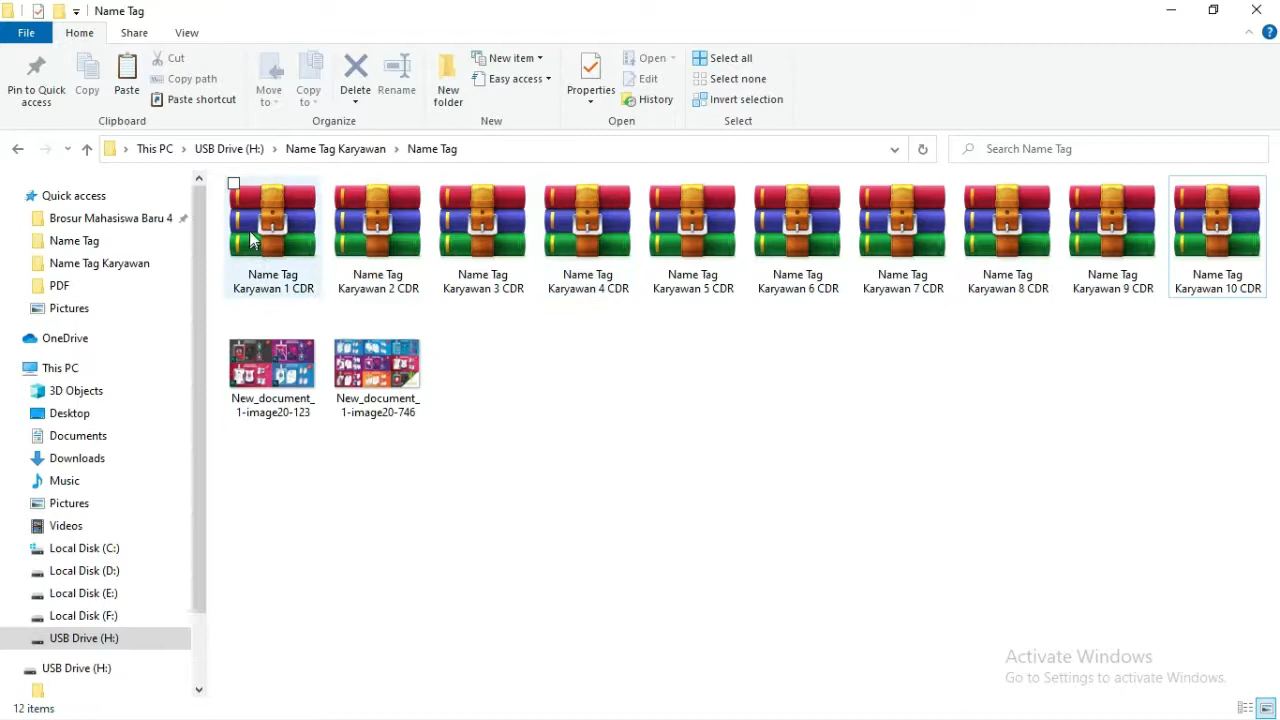 Name Tag
File Home Share View
Pin to Quick access
Copy
Paste
Cut
Copy path
Paste shortcut
Clipboard
Move to
Copy to
Delete
Rename
Organize
New folder
New item
Easy access
New
Properties
Open
Edit
History
Open
Select all
Select none
Invert selection
Select
This PC > USB Drive (H:) > Name Tag Karyawan > Name Tag
Search Name Tag
Quick access
Brosur Mahasiswa Baru 4
Name Tag
Name Tag Karyawan
PDF
Pictures
OneDrive
This PC
3D Objects
Desktop
Documents
Downloads
Music
Pictures
Videos
Local Disk (C:)
Local Disk (D:)
Local Disk (E:)
Local Disk (F:)
USB Drive (H:)
USB Drive (H:)
Name Tag
Karyawan 1 CDR
Name Tag
Karyawan 2 CDR
Name Tag
Karyawan 3 CDR
Name Tag
Karyawan 4 CDR
Name Tag
Karyawan 5 CDR
Name Tag
Karyawan 6 CDR
Name Tag
Karyawan 7 CDR
Name Tag
Karyawan 8 CDR
Name Tag
Karyawan 9 CDR
Name Tag
Karyawan 10 CDR
New_document_
1-image20-123
New_document_
1-image20-746
Activate Windows
Go to Settings to activate Windows.
12 items